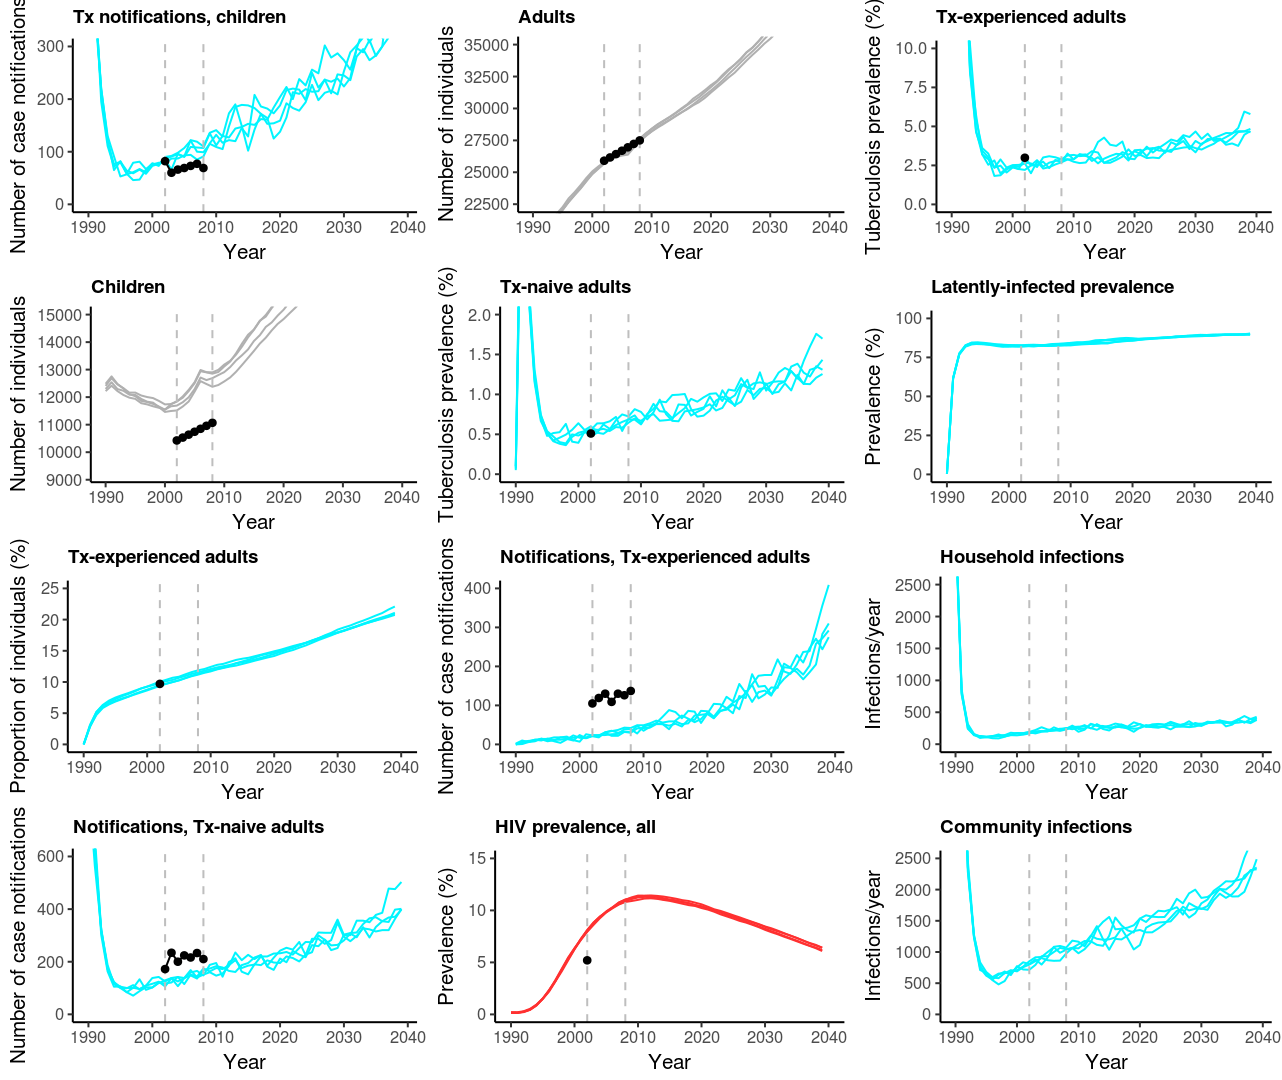 Tx notifications, children
Number of case notifications
300
200
100
0
1990 2000 2010 2020 2030 2040
Year
Adults
Number of individuals
35000
32500
30000
27500
25000
22500
1990 2000 2010 2020 2030 2040
Year
Tx-experienced adults
Tuberculosis prevalence (%)
10.0
7.5
5.0
2.5
0.0
1990 2000 2010 2020 2030 2040
Year
Children
Number of individuals
15000
14000
13000
12000
11000
10000
9000
1990 2000 2010 2020 2030 2040
Year
Tx-naive adults
Tuberculosis prevalence (%)
2.0
1.5
1.0
0.5
0.0
1990 2000 2010 2020 2030 2040
Year
Latently-infected prevalence
Prevalence (%)
100
75
50
25
0
1990 2000 2010 2020 2030 2040
Year
Tx-experienced adults
Proportion of individuals (%)
25
20
15
10
5
0
1990 2000 2010 2020 2030 2040
Year
Notifications, Tx-experienced adults
Number of case notifications
400
300
200
100
0
1990 2000 2010 2020 2030 2040
Year
Household infections
Infections/year
2500
2000
1500
1000
500
0
1990 2000 2010 2020 2030 2040
Year
Notifications, Tx-naive adults
Number of case notifications
600
400
200
0
1990 2000 2010 2020 2030 2040
Year
HIV prevalence, all
Prevalence (%)
15
10
5
0
1990 2000 2010 2020 2030 2040
Year
Community infections
Infections/year
2500
2000
1500
1000
500
0
1990 2000 2010 2020 2030 2040
Year